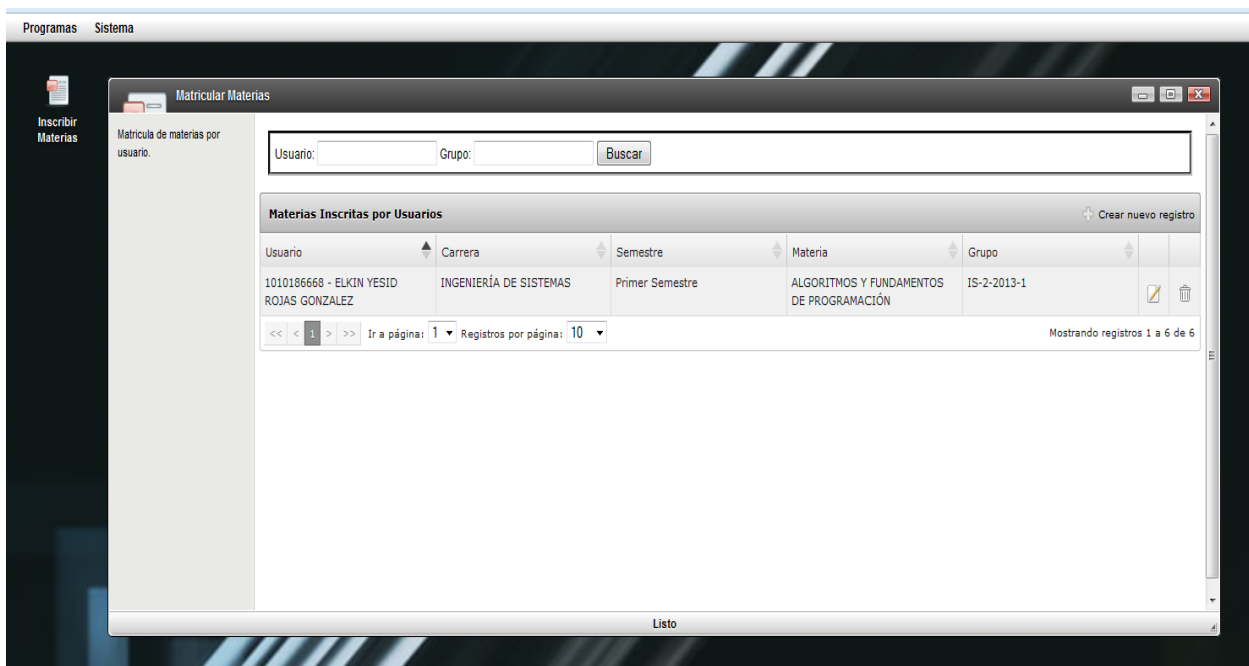 Programas Sistema
Inscribir
Materias
Matricular Materias
Matricula de materias por
usuario.
Usuario: Grupo: Buscar
Materias Inscritas por Usuarios Crear nuevo registro
Usuario Carrera Semestre Materia Grupo
1010186668 - ELKIN YESID INGENIERÍA DE SISTEMAS Primer Semestre ALGORITMOS Y FUNDAMENTOS IS-2-2013-1
ROJAS GONZALEZ DE PROGRAMACIÓN
<< < 1 > >> Ir a página: 1 Registros por página: 10 Mostrando registros 1 a 6 de 6
Listo